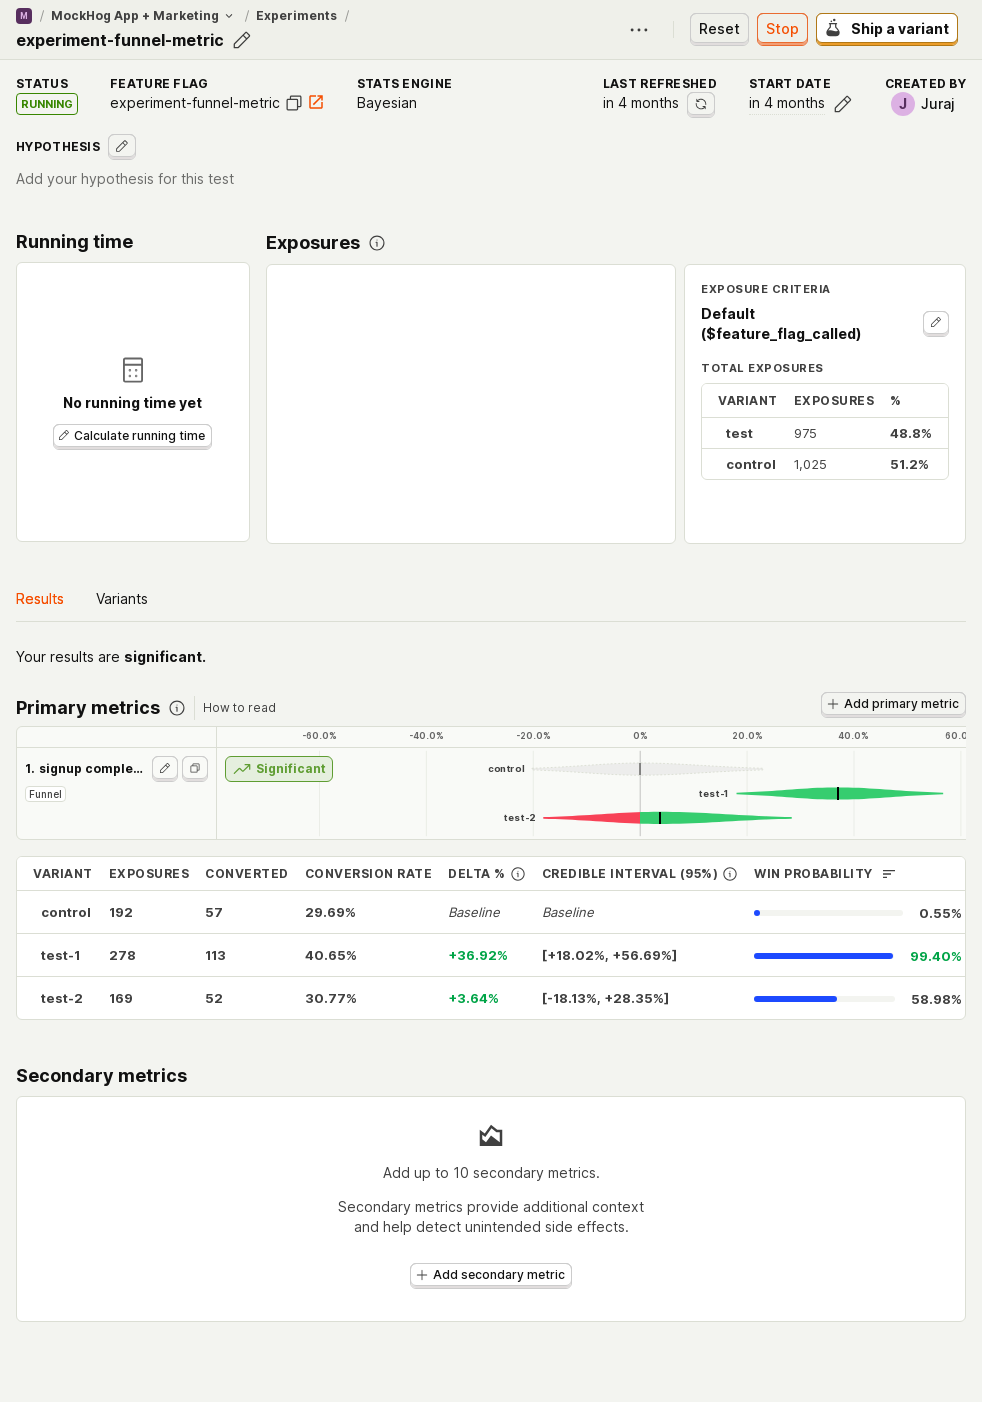 M / MockHog App + Marketing / Experiments /
experiment-funnel-metric
Reset
Stop
Ship a variant
STATUS
RUNNING
FEATURE FLAG
experiment-funnel-metric
STATS ENGINE
Bayesian
LAST REFRESHED
in 4 months
START DATE
in 4 months
CREATED BY
J Juraj
HYPOTHESIS
Add your hypothesis for this test
Running time
No running time yet
Calculate running time
Exposures
EXPOSURE CRITERIA
Default
($feature_flag_called)
TOTAL EXPOSURES
VARIANT EXPOSURES %
test 975 48.8%
control 1,025 51.2%
Results Variants
Your results are significant.
Primary metrics
How to read
Add primary metric
-60.0% -40.0% -20.0% 0% 20.0% 40.0% 60.0
1. signup comple...
Funnel
Significant
control
test-1
test-2
VARIANT EXPOSURES CONVERTED CONVERSION RATE DELTA % CREDIBLE INTERVAL (95%) WIN PROBABILITY
control 192 57 29.69% Baseline Baseline 0.55%
test-1 278 113 40.65% +36.92% [+18.02%, +56.69%] 99.40%
test-2 169 52 30.77% +3.64% [-18.13%, +28.35%] 58.98%
Secondary metrics
Add up to 10 secondary metrics.
Secondary metrics provide additional context
and help detect unintended side effects.
Add secondary metric